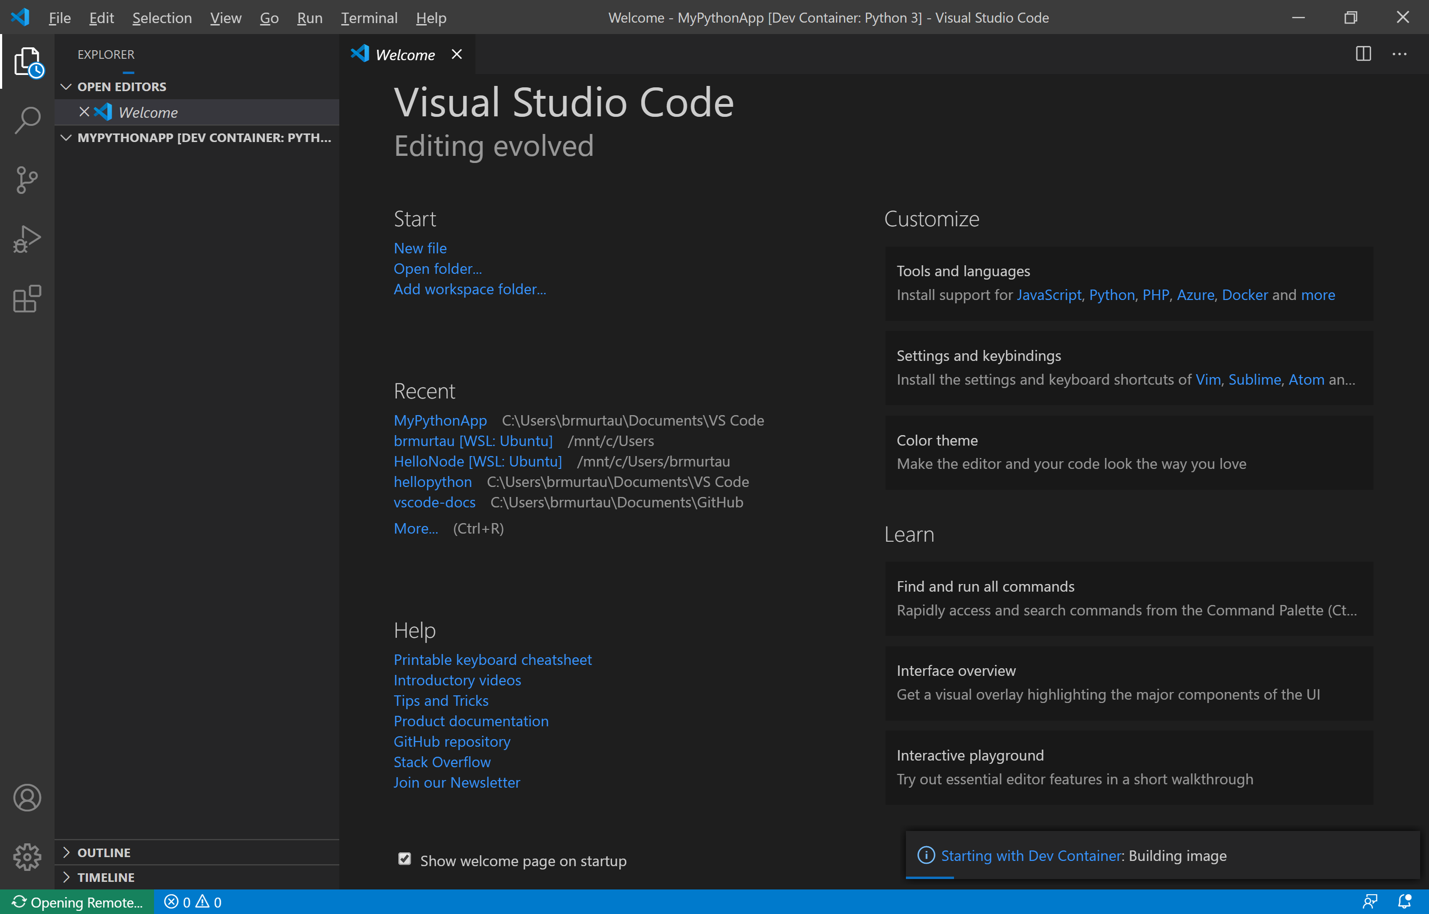 File Edit Selection View Go Run Terminal Help
Welcome - MyPythonApp [Dev Container: Python 3] - Visual Studio Code
EXPLORER
OPEN EDITORS
Welcome
MYPYTHONAPP [DEV CONTAINER: PYTH...
OUTLINE
TIMELINE
Welcome
Visual Studio Code
Editing evolved
Start
New file
Open folder...
Add workspace folder...
Recent
MyPythonApp C:\Users\brmurtau\Documents\VS Code
brmurtau [WSL: Ubuntu] /mnt/c/Users
HelloNode [WSL: Ubuntu] /mnt/c/Users/brmurtau
hellopython C:\Users\brmurtau\Documents\VS Code
vscode-docs C:\Users\brmurtau\Documents\GitHub
More... (Ctrl+R)
Help
Printable keyboard cheatsheet
Introductory videos
Tips and Tricks
Product documentation
GitHub repository
Stack Overflow
Join our Newsletter
Show welcome page on startup
Customize
Tools and languages
Install support for JavaScript, Python, PHP, Azure, Docker and more
Settings and keybindings
Install the settings and keyboard shortcuts of Vim, Sublime, Atom an...
Color theme
Make the editor and your code look the way you love
Learn
Find and run all commands
Rapidly access and search commands from the Command Palette (Ct...
Interface overview
Get a visual overlay highlighting the major components of the UI
Interactive playground
Try out essential editor features in a short walkthrough
Starting with Dev Container: Building image
Opening Remote... 0 0